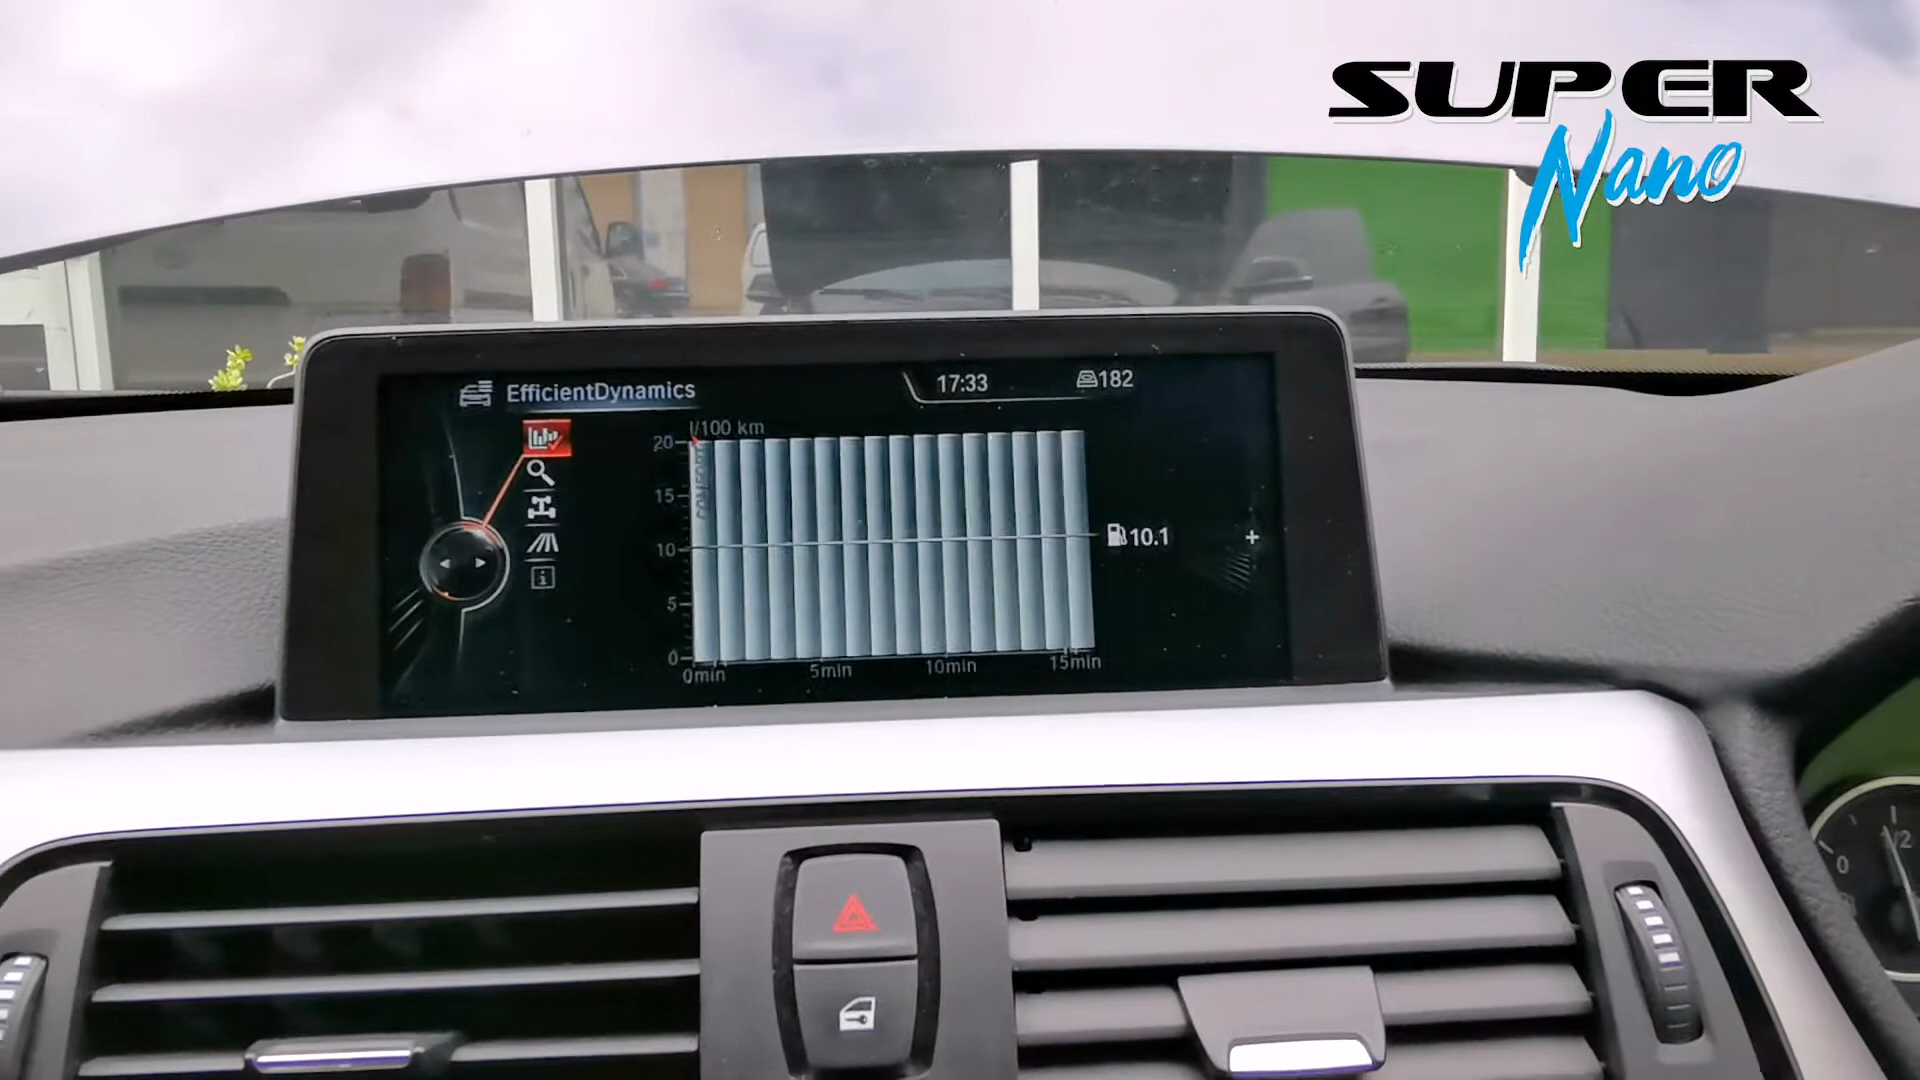 SUPER
Nano
EfficientDynamics
17:33
182
l/100 km
20
COMFORT
15
10
10.1
+
5
0
0min
5min
10min
15min
0
1/2